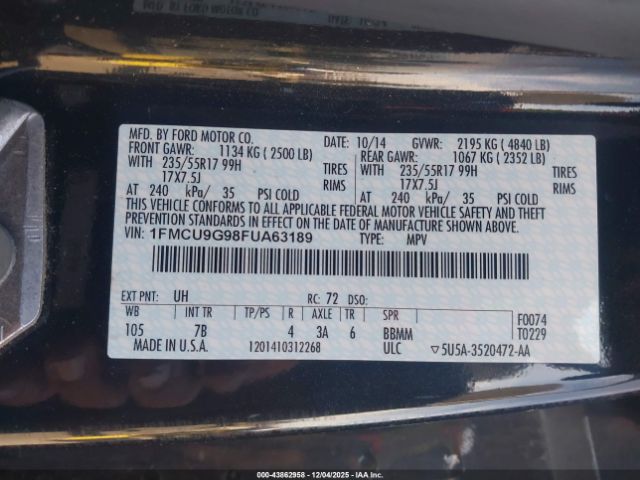 MFD. BY FORD MOTOR CO.
DATE: 10/14 GVWR: 2195 KG ( 4840 LB)
FRONT GAWR: 1134 KG ( 2500 LB)
REAR GAWR: 1067 KG ( 2352 LB)
WITH 235/55R17 99H TIRES
WITH 235/55R17 99H TIRES
17X7.5J RIMS
17X7.5J RIMS
AT 240 kPa/ 35 PSI COLD
AT 240 kPa/ 35 PSI COLD
THIS VEHICLE CONFORMS TO ALL APPLICABLE FEDERAL MOTOR VEHICLE SAFETY AND THEFT
PREVENTION STANDARDS IN EFFECT ON THE DATE OF MANUFACTURE SHOWN ABOVE.
VIN: 1FMCU9G98FUA63189
TYPE: MPV
EXT PNT: UH RC: 72 DSO:
WB INT TR TP/PS R AXLE TR SPR F0074
105 7B 4 3A 6 BBMM T0229
MADE IN U.S.A. 1201410312268 ULC ▽5U5A-3520472-AA
000-43862958 - 12/04/2025 - IAAI.COM